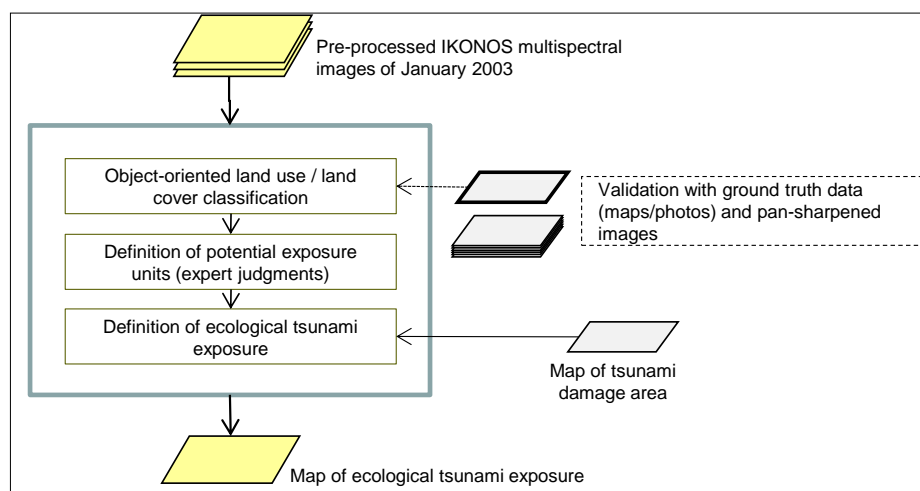 Pre-processed IKONOS multispectral
images of January 2003
Object-oriented land use / land
cover classification
Validation with ground truth data
(maps/photos) and pan-sharpened
images
Definition of potential exposure
units (expert judgments)
Definition of ecological tsunami
exposure
Map of tsunami
damage area
Map of ecological tsunami exposure